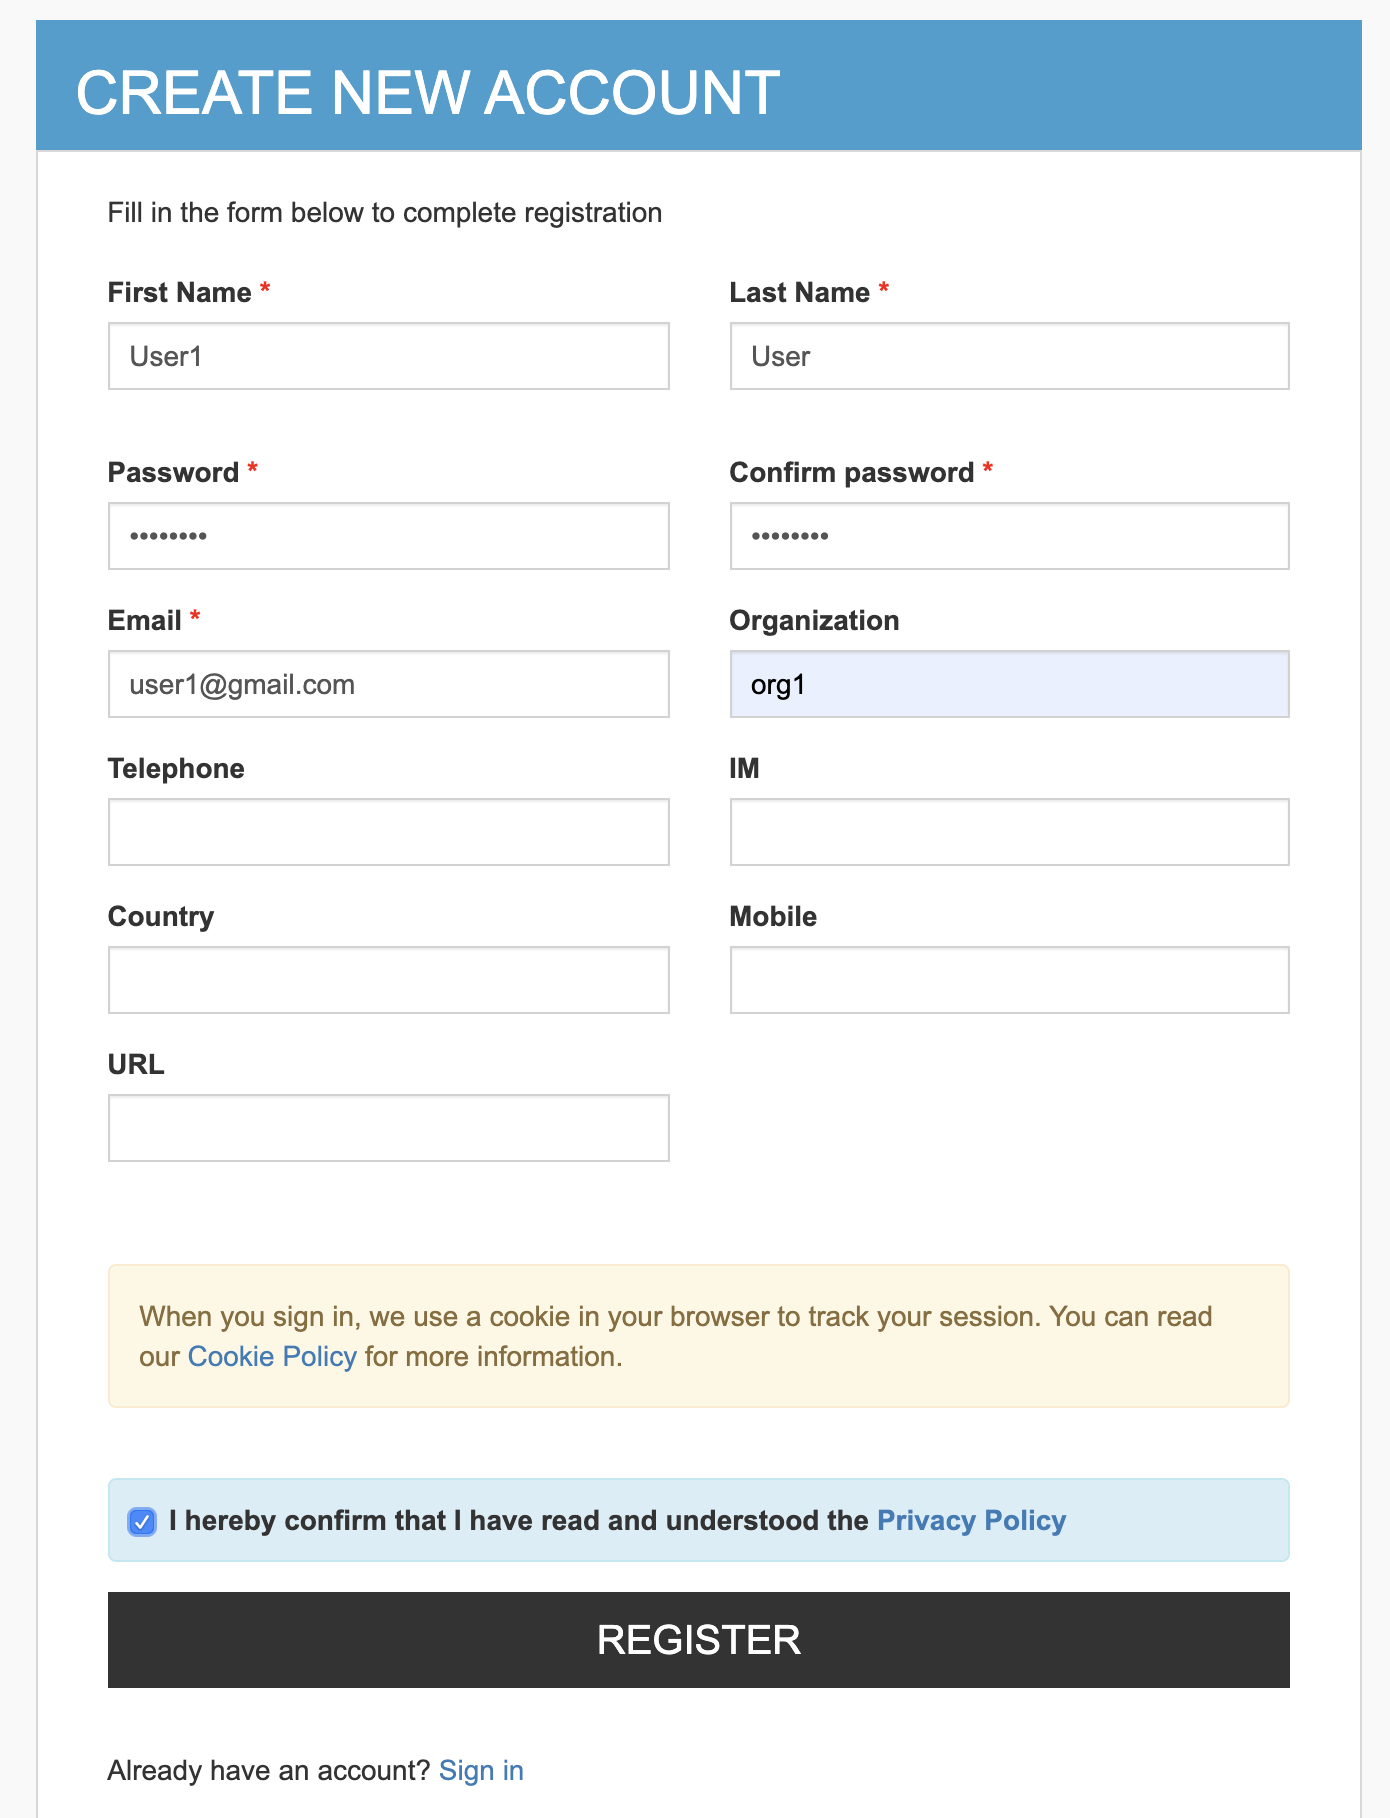 CREATE NEW ACCOUNT
Fill in the form below to complete registration
First Name *
Last Name *
User1
User
Password *
Confirm password *
••••••••
••••••••
Email *
Organization
user1@gmail.com
org1
Telephone
IM
Country
Mobile
URL
When you sign in, we use a cookie in your browser to track your session. You can read
our Cookie Policy for more information.
I hereby confirm that I have read and understood the Privacy Policy
REGISTER
Already have an account? Sign in